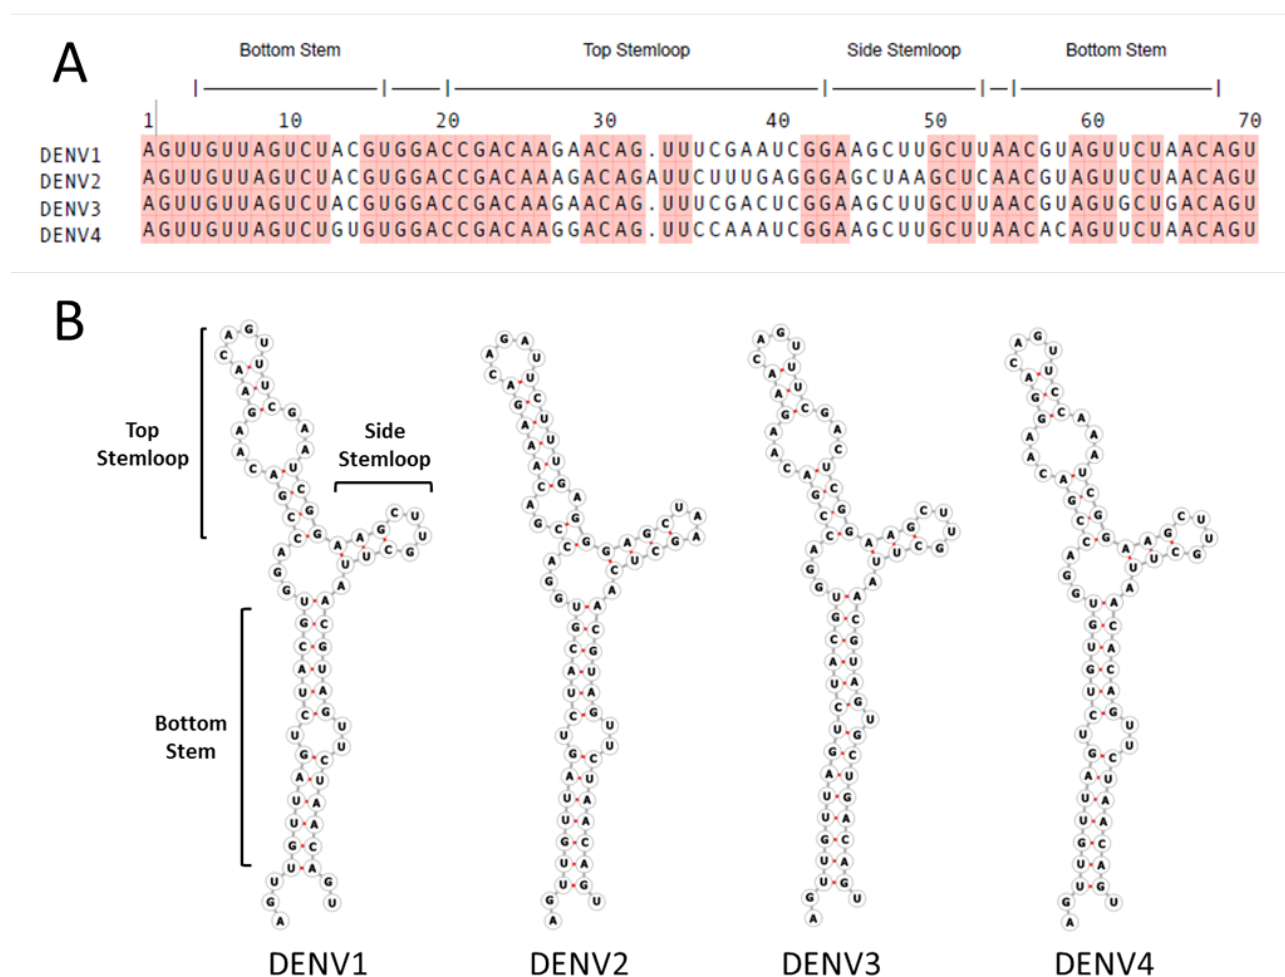 A
Bottom Stem Top Stemloop Side Stemloop Bottom Stem
1 10 20 30 40 50 60 70
DENV1 AGUUGUUAGUCUACGUGGACCGACAAGAACAG.UUUCGAAUCGGAAGCUUGCUUAACGUAGUUCUAACAGU
DENV2 AGUUGUUAGUCUACGUGGACCGACAAAGACAGAUUCUUUGAGGGAGCUAAGCUCAACGUAGUUCUAACAGU
DENV3 AGUUGUUAGUCUACGUGGACCGACAAGAACAG.UUUCGACUCGGAAGCUUGCUUAACGUAGUGCUGACAGU
DENV4 AGUUGUUAGUCUGUGUGGACCGACAAGGACAG.UUCCAAAUCGGAAGCUUGCUUAACACAGUUCUAACAGU
B
Top
Stemloop
Side
Stemloop
Bottom
Stem
DENV1 DENV2 DENV3 DENV4